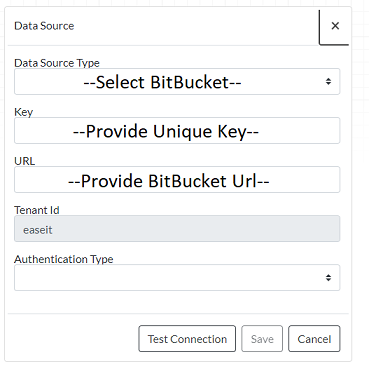 Data Source
×
Data Source Type
--Select BitBucket--
Key
--Provide Unique Key--
URL
--Provide BitBucket Url--
Tenant Id
easeit
Authentication Type
Test Connection Save Cancel